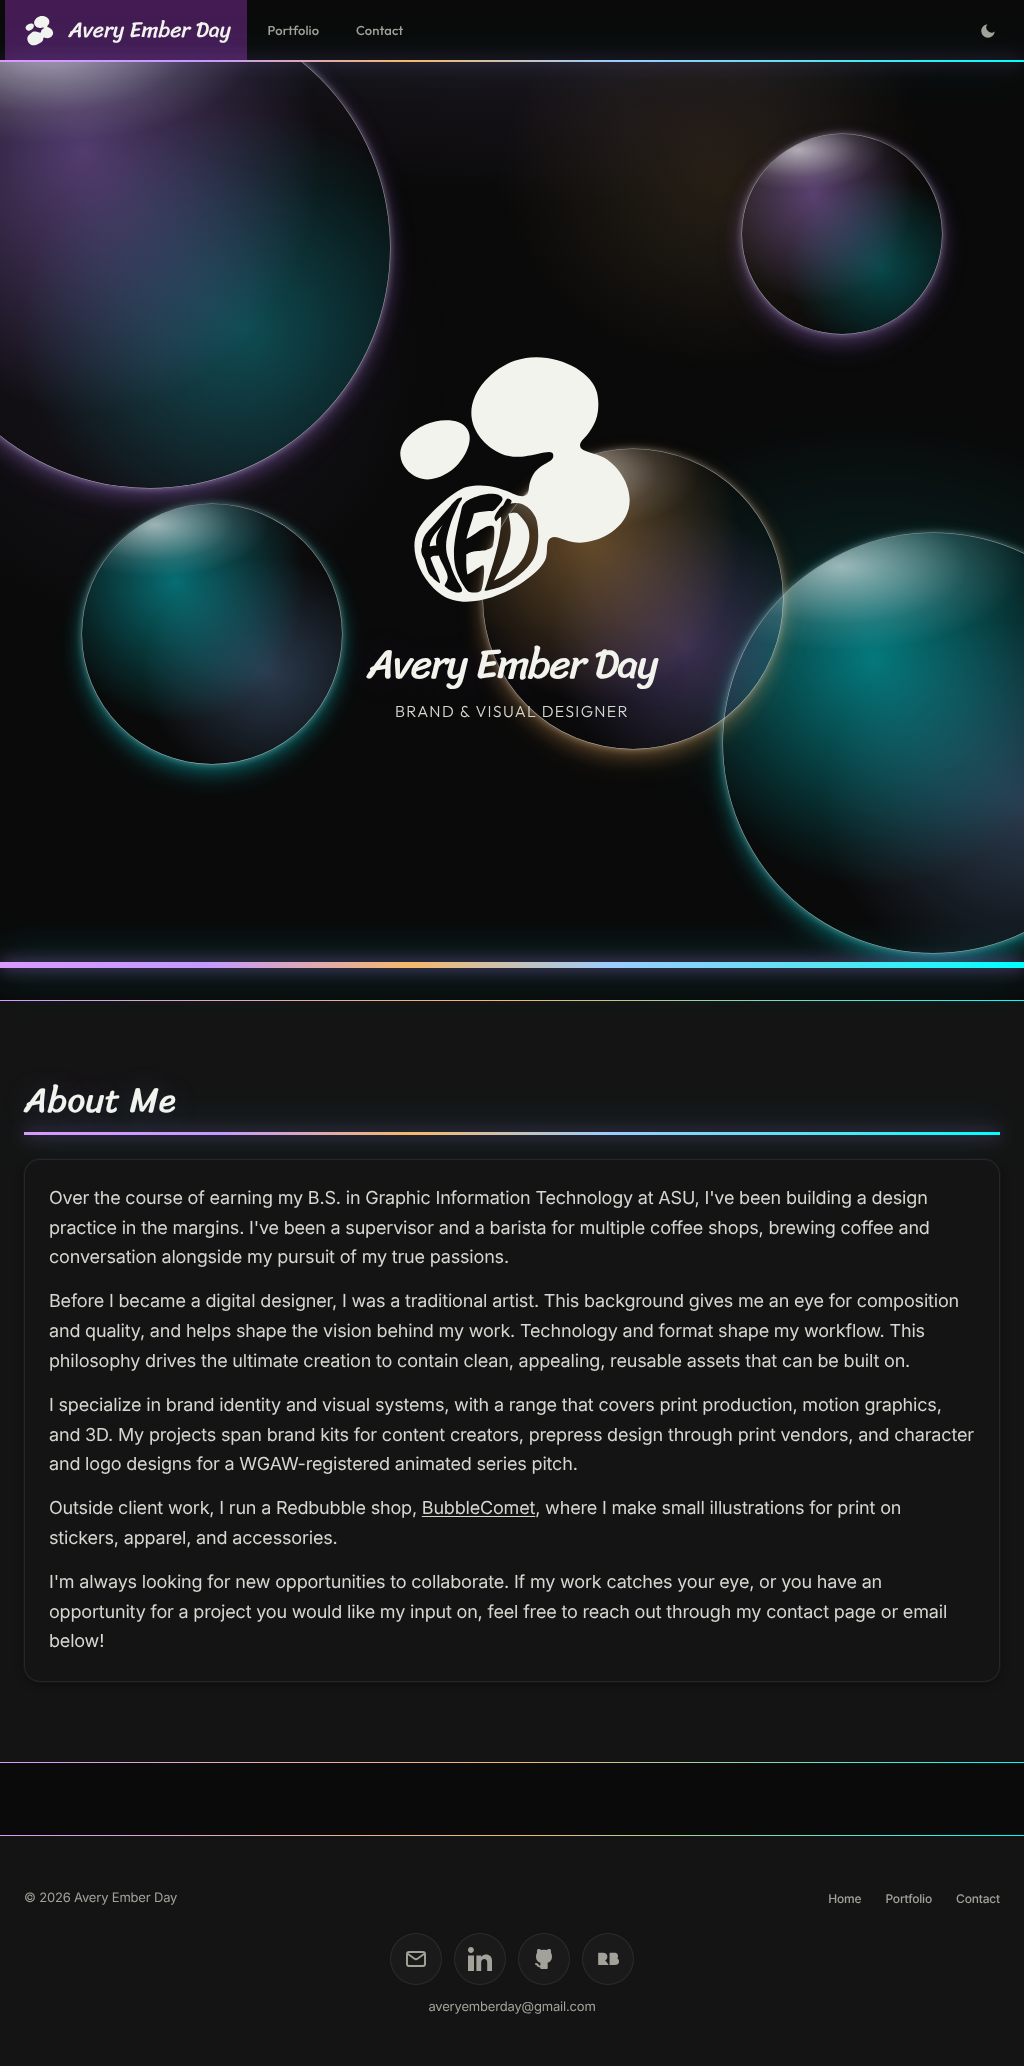 Avery Ember Day
Portfolio
Contact
AED
Avery Ember Day
BRAND & VISUAL DESIGNER
About Me
Over the course of earning my B.S. in Graphic Information Technology at ASU, I've been building a design
practice in the margins. I've been a supervisor and a barista for multiple coffee shops, brewing coffee and
conversation alongside my pursuit of my true passions.
Before I became a digital designer, I was a traditional artist. This background gives me an eye for composition
and quality, and helps shape the vision behind my work. Technology and format shape my workflow. This
philosophy drives the ultimate creation to contain clean, appealing, reusable assets that can be built on.
I specialize in brand identity and visual systems, with a range that covers print production, motion graphics,
and 3D. My projects span brand kits for content creators, prepress design through print vendors, and character
and logo designs for a WGAW-registered animated series pitch.
Outside client work, I run a Redbubble shop, BubbleComet, where I make small illustrations for print on
stickers, apparel, and accessories.
I'm always looking for new opportunities to collaborate. If my work catches your eye, or you have an
opportunity for a project you would like my input on, feel free to reach out through my contact page or email
below!
© 2026 Avery Ember Day
Home
Portfolio
Contact
in
RB
averyemberday@gmail.com